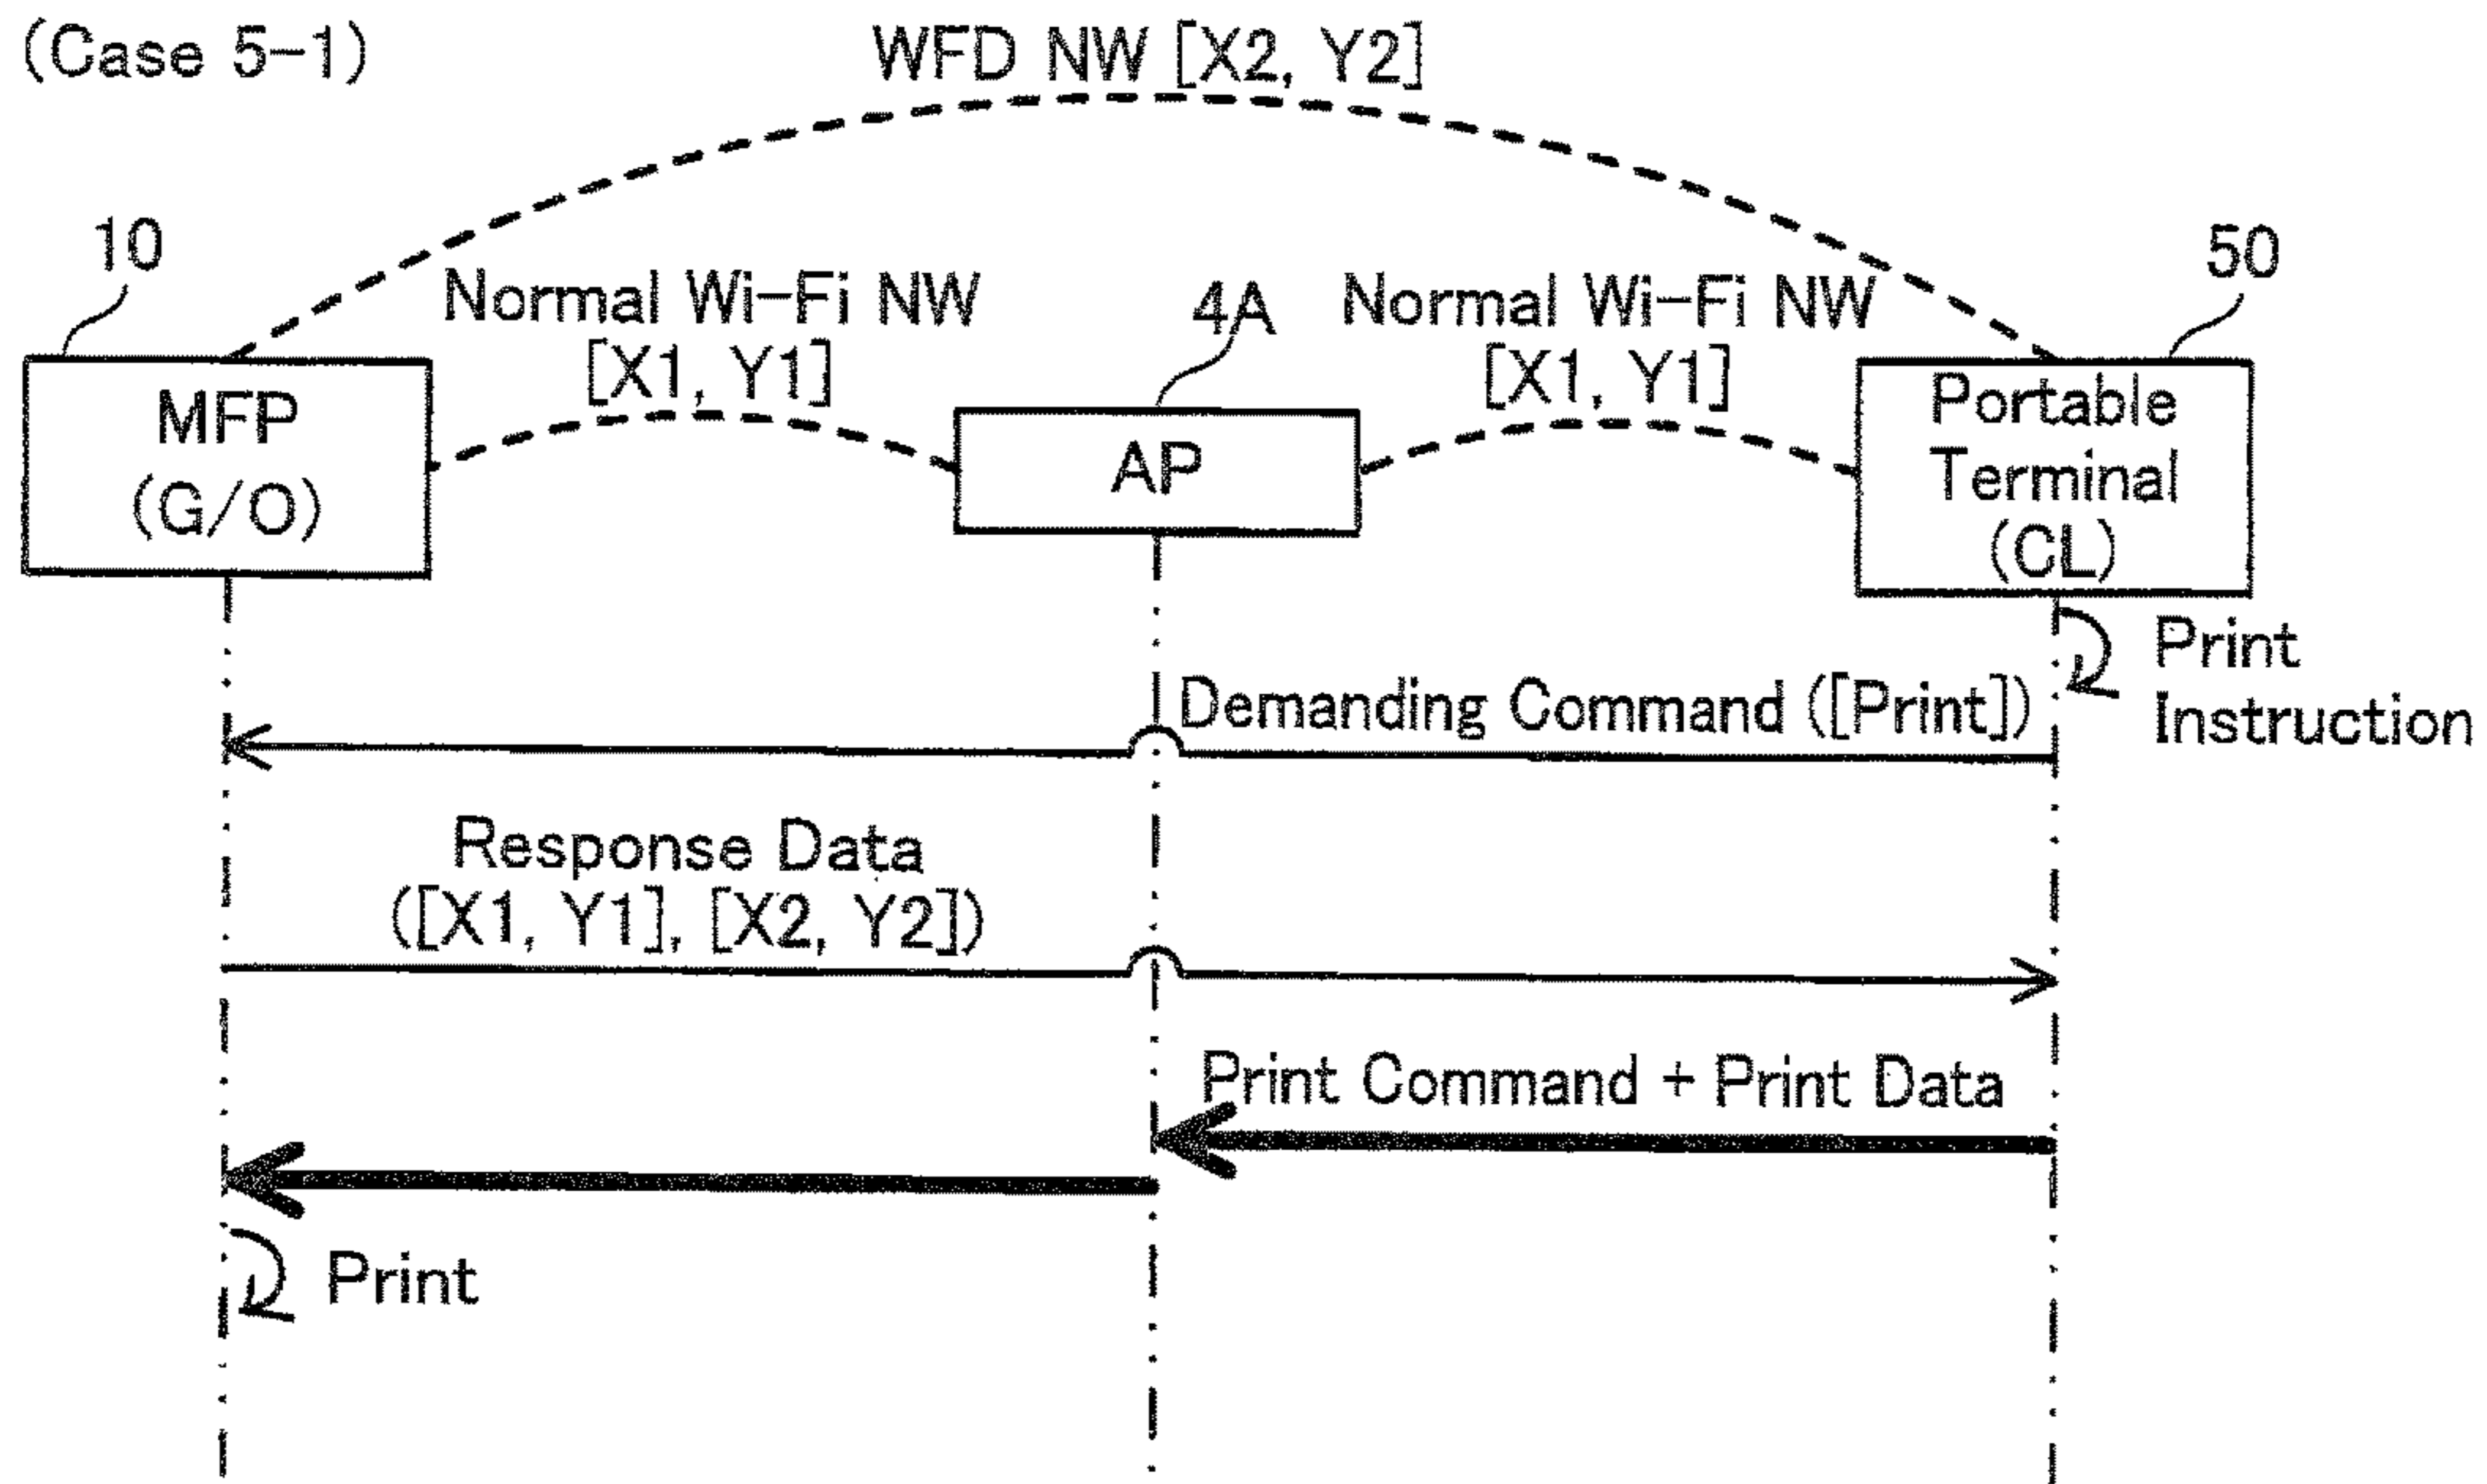 (Case 5-1)
WFD NW [X2, Y2]
10
Normal Wi-Fi NW
[X1, Y1]
4A
Normal Wi-Fi NW
[X1, Y1]
50
MFP
(G/O)
AP
Portable
Terminal
(CL)
Print
Instruction
Demanding Command ([Print])
Response Data
([X1, Y1], [X2, Y2])
Print Command + Print Data
Print